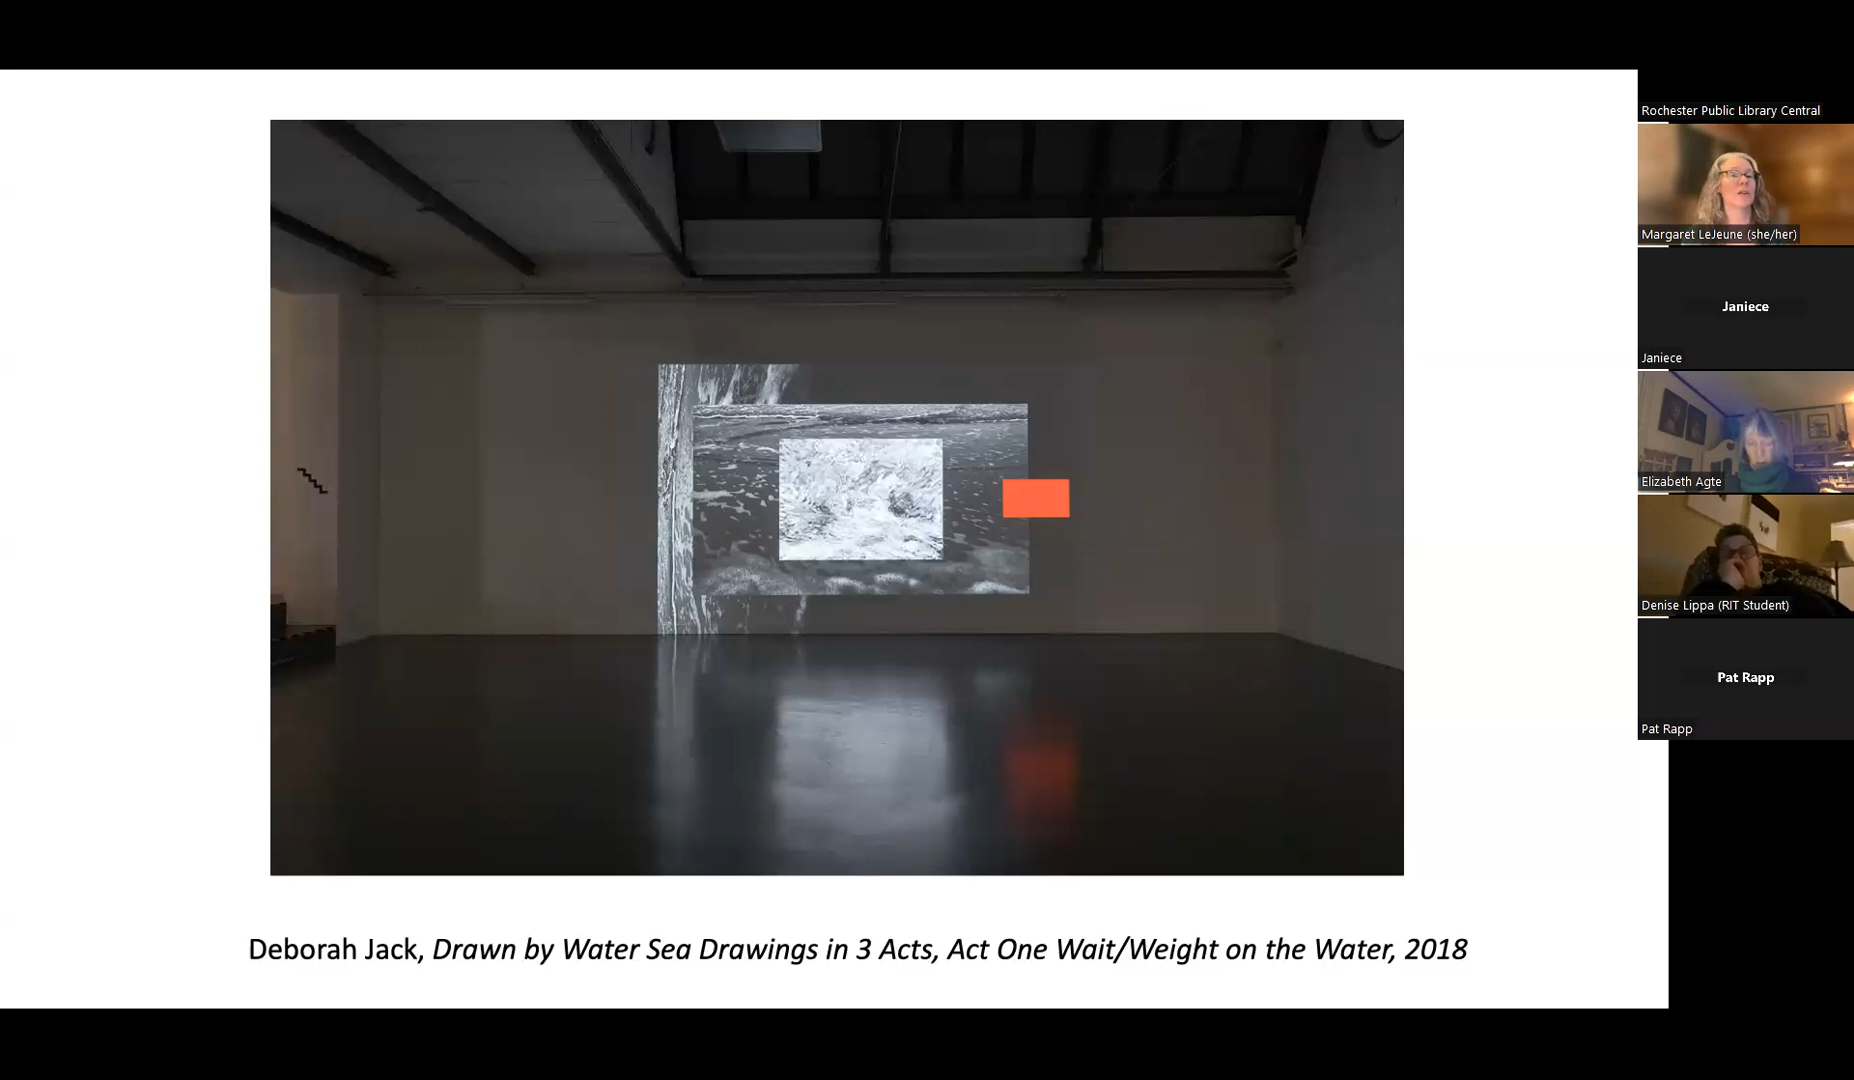 Rochester Public Library Central
Margaret LeJeune (she/her)
Janiece
Janiece
Elizabeth Agte
Denise Lippa (RIT Student)
Pat Rapp
Pat Rapp
Deborah Jack, Drawn by Water Sea Drawings in 3 Acts, Act One Wait/Weight on the Water, 2018